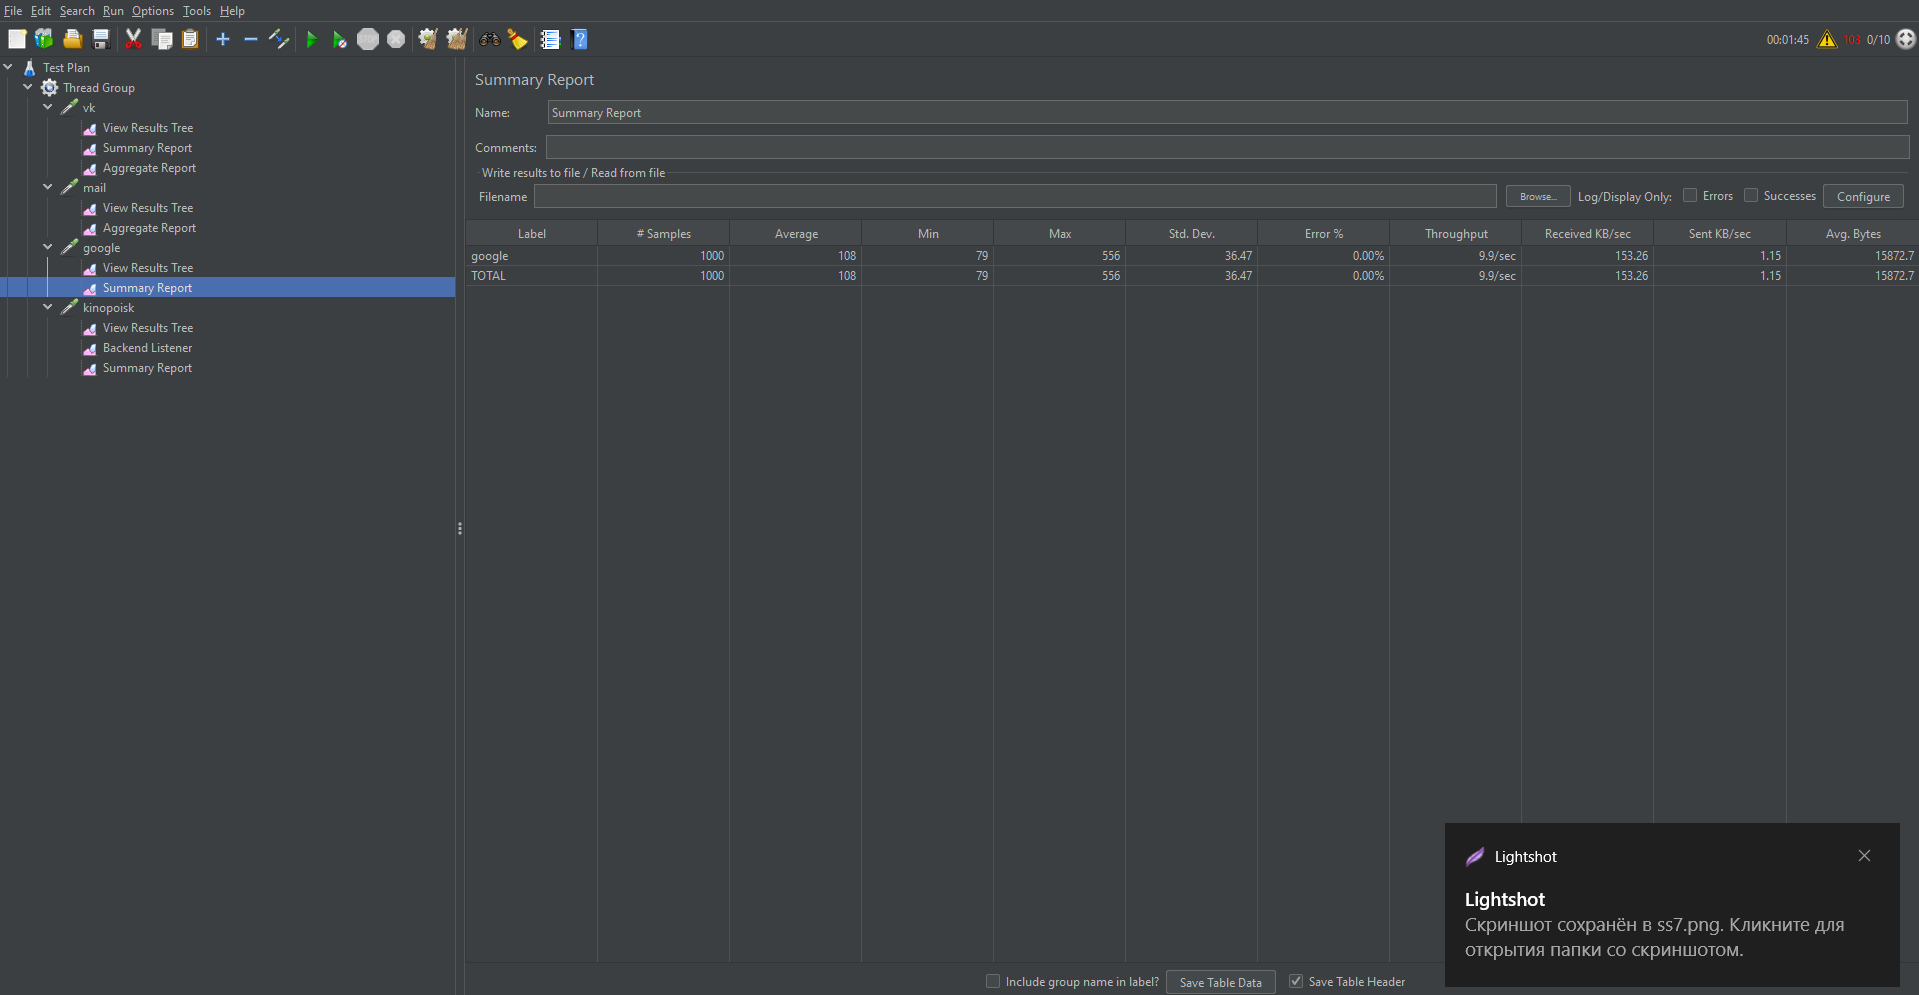 File Edit Search Run Options Tools Help
00:01:45 103 0/10
Test Plan
Thread Group
vk
View Results Tree
Summary Report
Aggregate Report
mail
View Results Tree
Aggregate Report
google
View Results Tree
Summary Report
kinopoisk
View Results Tree
Backend Listener
Summary Report
Summary Report
Name: Summary Report
Comments:
Write results to file / Read from file
Filename Browse... Log/Display Only: Errors Successes Configure
Label # Samples Average Min Max Std. Dev. Error % Throughput Received KB/sec Sent KB/sec Avg. Bytes
google 1000 108 79 556 36.47 0.00% 9.9/sec 153.26 1.15 15872.7
TOTAL 1000 108 79 556 36.47 0.00% 9.9/sec 153.26 1.15 15872.7
Lightshot
Lightshot
Скриншот сохранён в ss7.png. Кликните для
открытия папки со скриншотом.
Include group name in label? Save Table Data Save Table Header